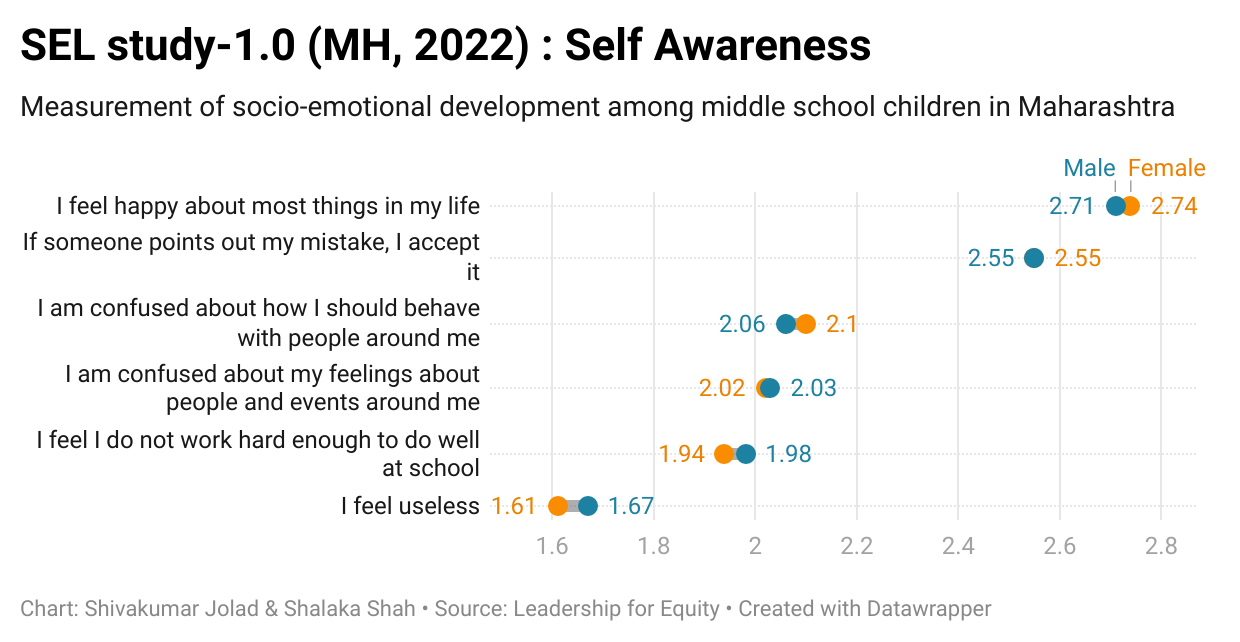 SEL study-1.0 (MH, 2022) : Self Awareness
Measurement of socio-emotional development among middle school children in Maharashtra
Male Female
I feel happy about most things in my life 2.71 2.74
If someone points out my mistake, I accept
it
2.55 2.55
I am confused about how I should behave
with people around me
2.06 2.1
I am confused about my feelings about
people and events around me
2.02 2.03
I feel I do not work hard enough to do well
at school
1.94 1.98
I feel useless 1.61 1.67
1.6 1.8 2 2.2 2.4 2.6 2.8
Chart: Shivakumar Jolad & Shalaka Shah • Source: Leadership for Equity • Created with Datawrapper